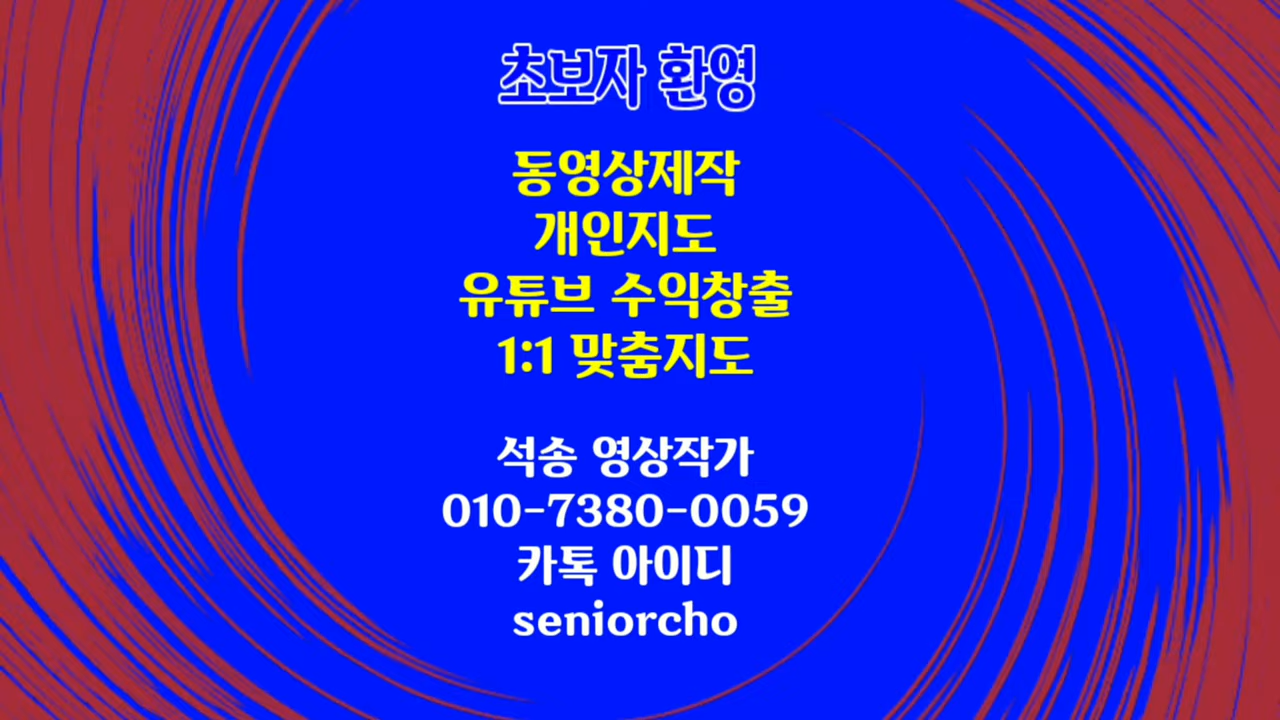 초보자 환영
동영상제작
개인지도
유튜브 수익창출
1:1 맞춤지도
석송 영상작가
010-7380-0059
카톡 아이디
seniorcho